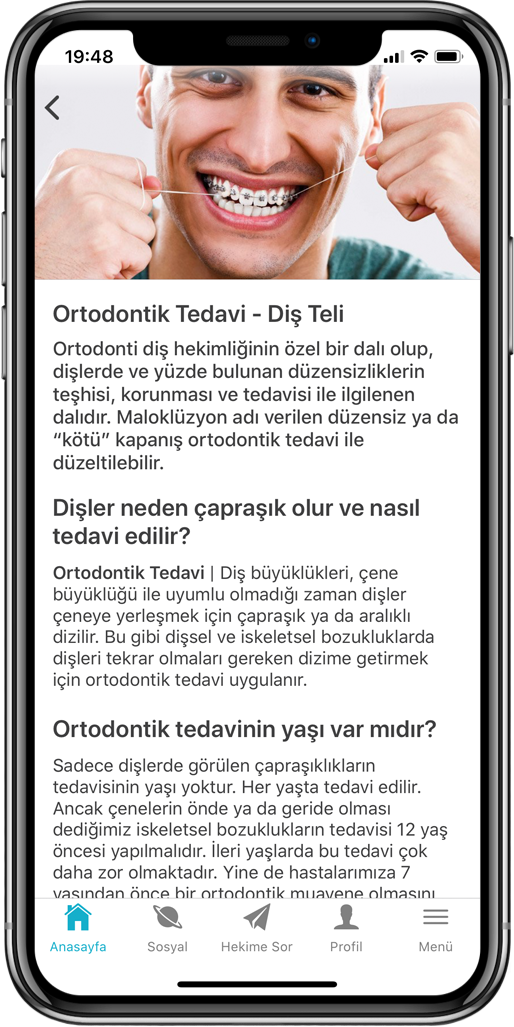 19:48
Ortodontik Tedavi - Diş Teli
Ortodonti diş hekimliğinin özel bir dalı olup,
dişlerde ve yüzde bulunan düzensizliklerin
teşhisi, korunması ve tedavisi ile ilgilenen
dalıdır. Maloklüzyon adı verilen düzensiz ya da
“kötü” kapanış ortodontik tedavi ile
düzeltilebilir.
Dişler neden çapraşık olur ve nasıl
tedavi edilir?
Ortodontik Tedavi | Diş büyüklükleri, çene
büyüklüğü ile uyumlu olmadığı zaman dişler
çeneye yerleşmek için çapraşık ya da aralıklı
dizilir. Bu gibi dişsel ve iskeletsel bozukluklarda
dişleri tekrar olmaları gereken dizime getirmek
için ortodontik tedavi uygulanır.
Ortodontik tedavinin yaşı var mıdır?
Sadece dişlerde görülen çapraşıklıkların
tedavisinin yaşı yoktur. Her yaşta tedavi edilir.
Ancak çenelerin önde ya da geride olması
dediğimiz iskeletsel bozuklukların tedavisi 12 yaş
öncesi yapılmalıdır. İleri yaşlarda bu tedavi çok
daha zor olmaktadır. Yine de hastalarımıza 7
yaşından önce bir ortodontik muayene olmasını
Anasayfa
Sosyal
Hekime Sor
Profil
Menü